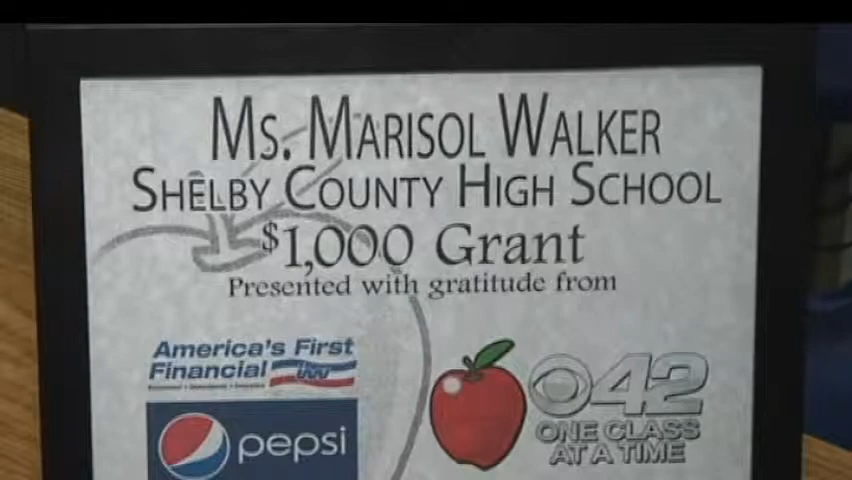 MS. MARISOL WALKER
SHELBY COUNTY HIGH SCHOOL
$1,000 Grant
Presented with gratitude from
America's First
Financial
pepsi
42
ONE CLASS
AT A TIME